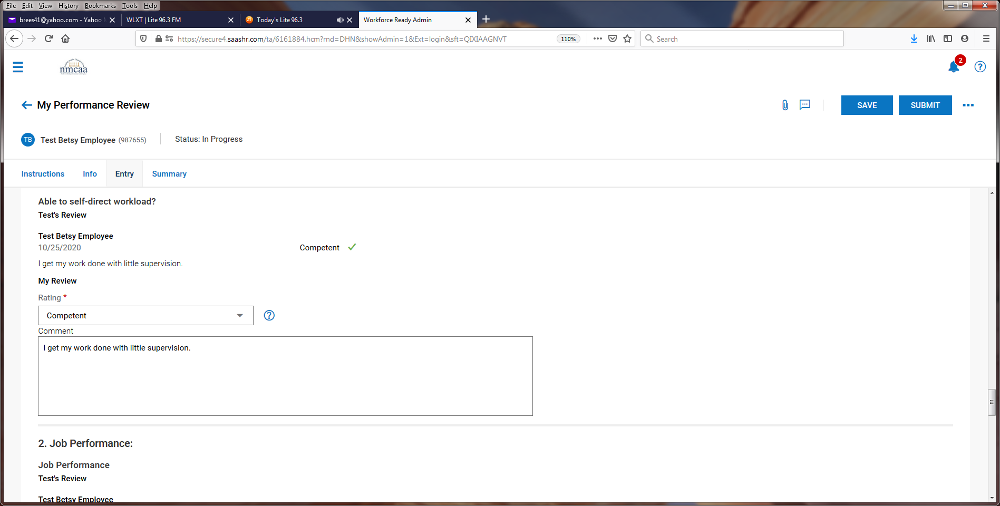 File Edit View History Bookmarks Tools Help
brees41@yahoo.com - Yahoo
WLXT | Lite 96.3 FM
Today's Lite 96.3
Workforce Ready Admin
https://secure4.saashr.com/ta/6161884.hcm?rnd=DHN&showAdmin=1&Ext=login&sft=QIXIAAGNVT
110%
Search
nmcaa
2
My Performance Review
SAVE
SUBMIT
TB
Test Betsy Employee (987655)
Status: In Progress
Instructions
Info
Entry
Summary
Able to self-direct workload?
Test's Review
Test Betsy Employee
10/25/2020
Competent
I get my work done with little supervision.
My Review
Rating *
Competent
Comment
I get my work done with little supervision.
2. Job Performance:
Job Performance
Test's Review
Test Betsy Employee